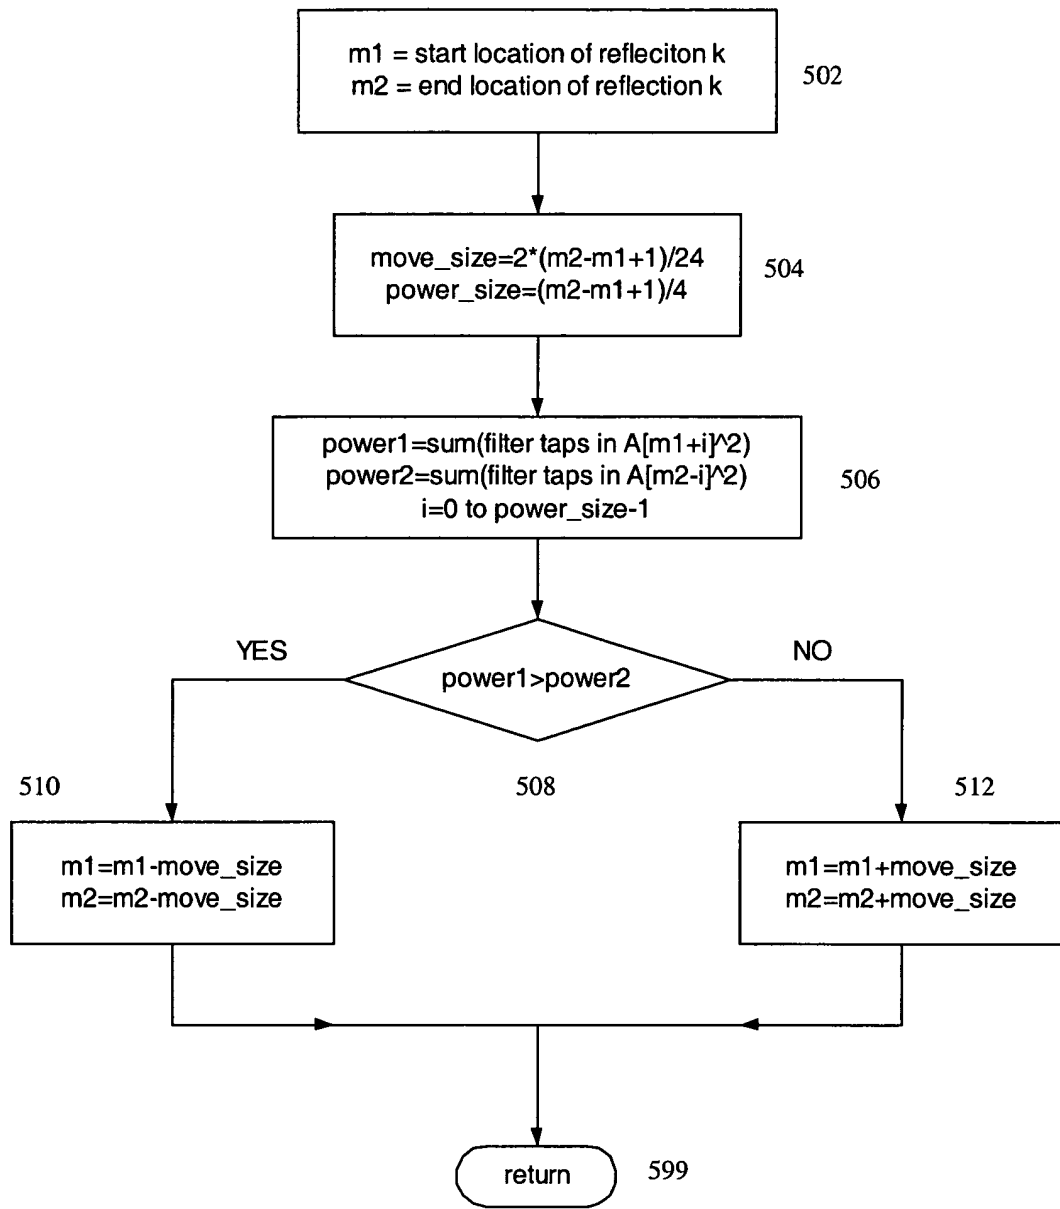 m1 = start location of refleciton k
m2 = end location of reflection k
502
move_size=2*(m2-m1+1)/24
power_size=(m2-m1+1)/4
504
power1=sum(filter taps in A[m1+i]^2)
power2=sum(filter taps in A[m2-i]^2)
i=0 to power_size-1
506
YES
NO
power1>power2
510
508
512
m1=m1-move_size
m2=m2-move_size
m1=m1+move_size
m2=m2+move_size
return
599